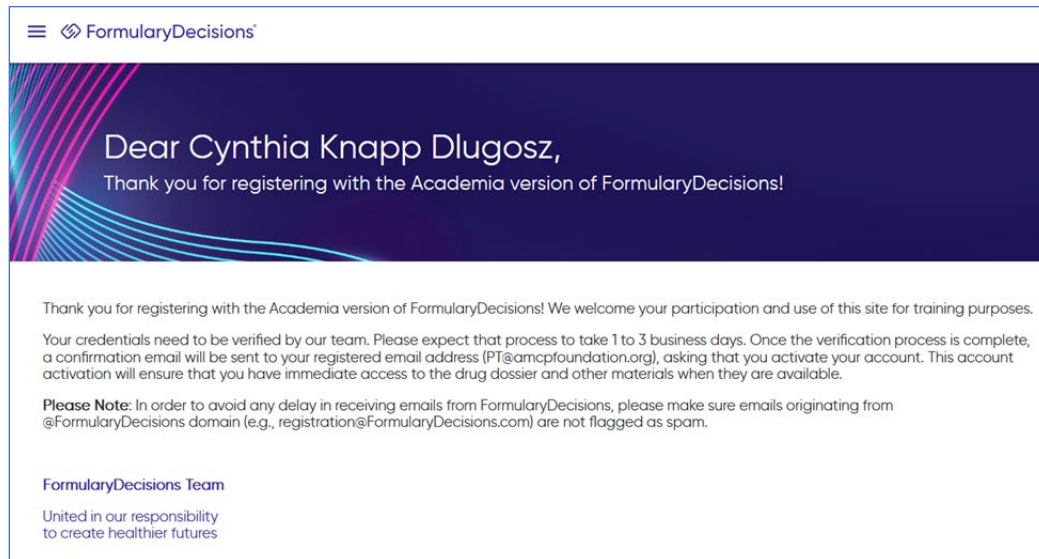 FormularyDecisions®
Dear Cynthia Knapp Dlugosz,
Thank you for registering with the Academia version of FormularyDecisions!
Thank you for registering with the Academia version of FormularyDecisions! We welcome your participation and use of this site for training purposes.
Your credentials need to be verified by our team. Please expect that process to take 1 to 3 business days. Once the verification process is complete,
a confirmation email will be sent to your registered email address (PT@amcpfoundation.org), asking that you activate your account. This account
activation will ensure that you have immediate access to the drug dossier and other materials when they are available.
Please Note: In order to avoid any delay in receiving emails from FormularyDecisions, please make sure emails originating from
@FormularyDecisions domain (e.g., registration@FormularyDecisions.com) are not flagged as spam.
FormularyDecisions Team
United in our responsibility
to create healthier futures